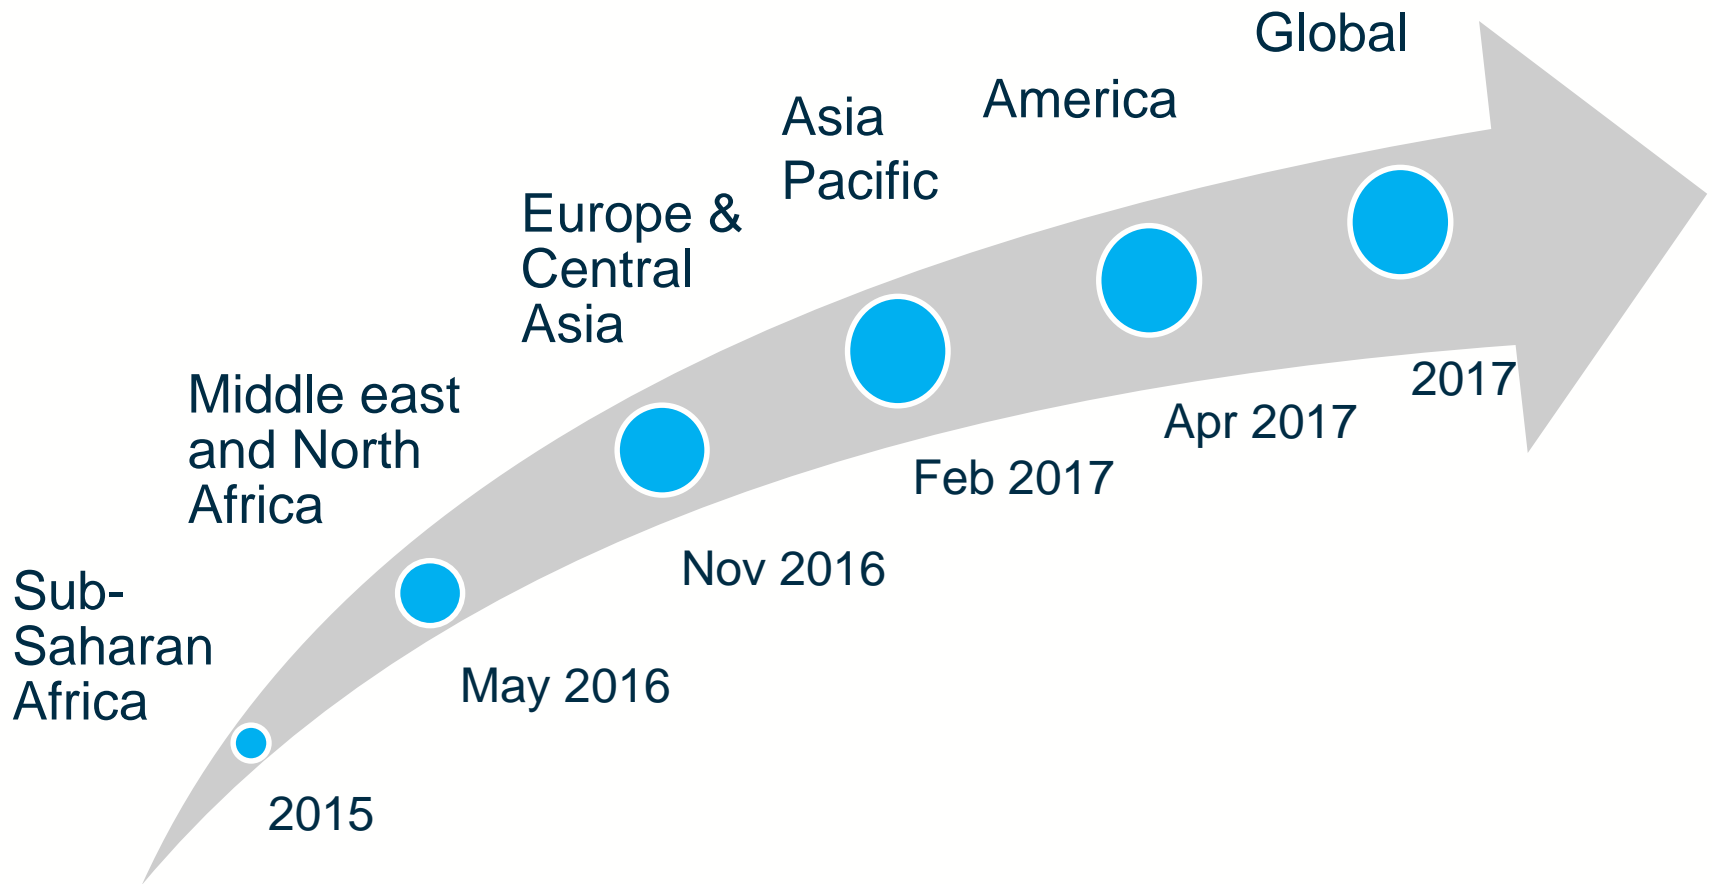 Global
America
Asia
Pacific
Europe &
Central
Asia
Middle east
and North
Africa
Sub-
Saharan
Africa
2015
May 2016
Nov 2016
Feb 2017
Apr 2017
2017